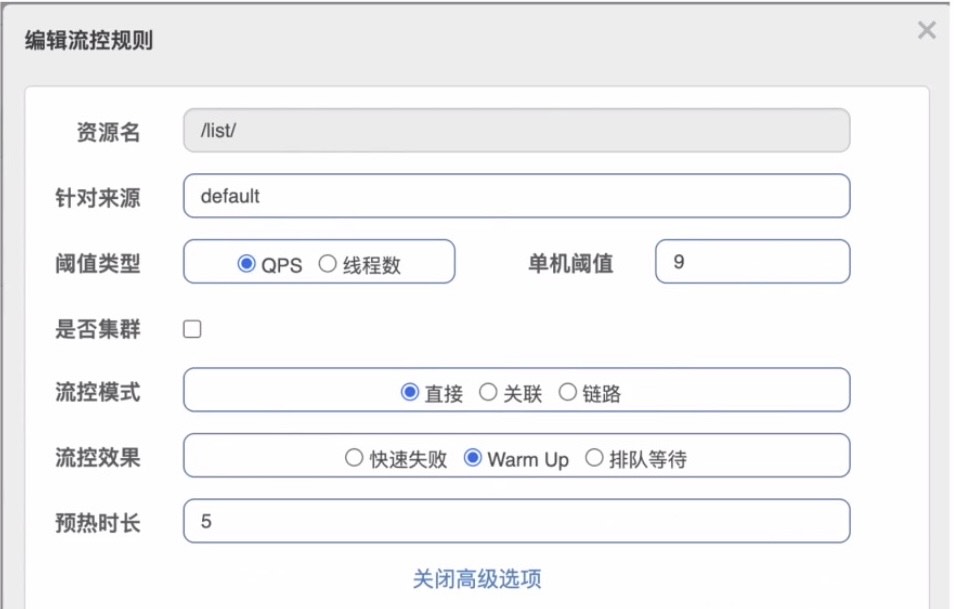 编辑流控规则 ×
资源名 /list/
针对来源 default
阈值类型 QPS 线程数 单机阈值 9
是否集群
流控模式 直接 关联 链路
流控效果 快速失败 Warm Up 排队等待
预热时长 5
关闭高级选项